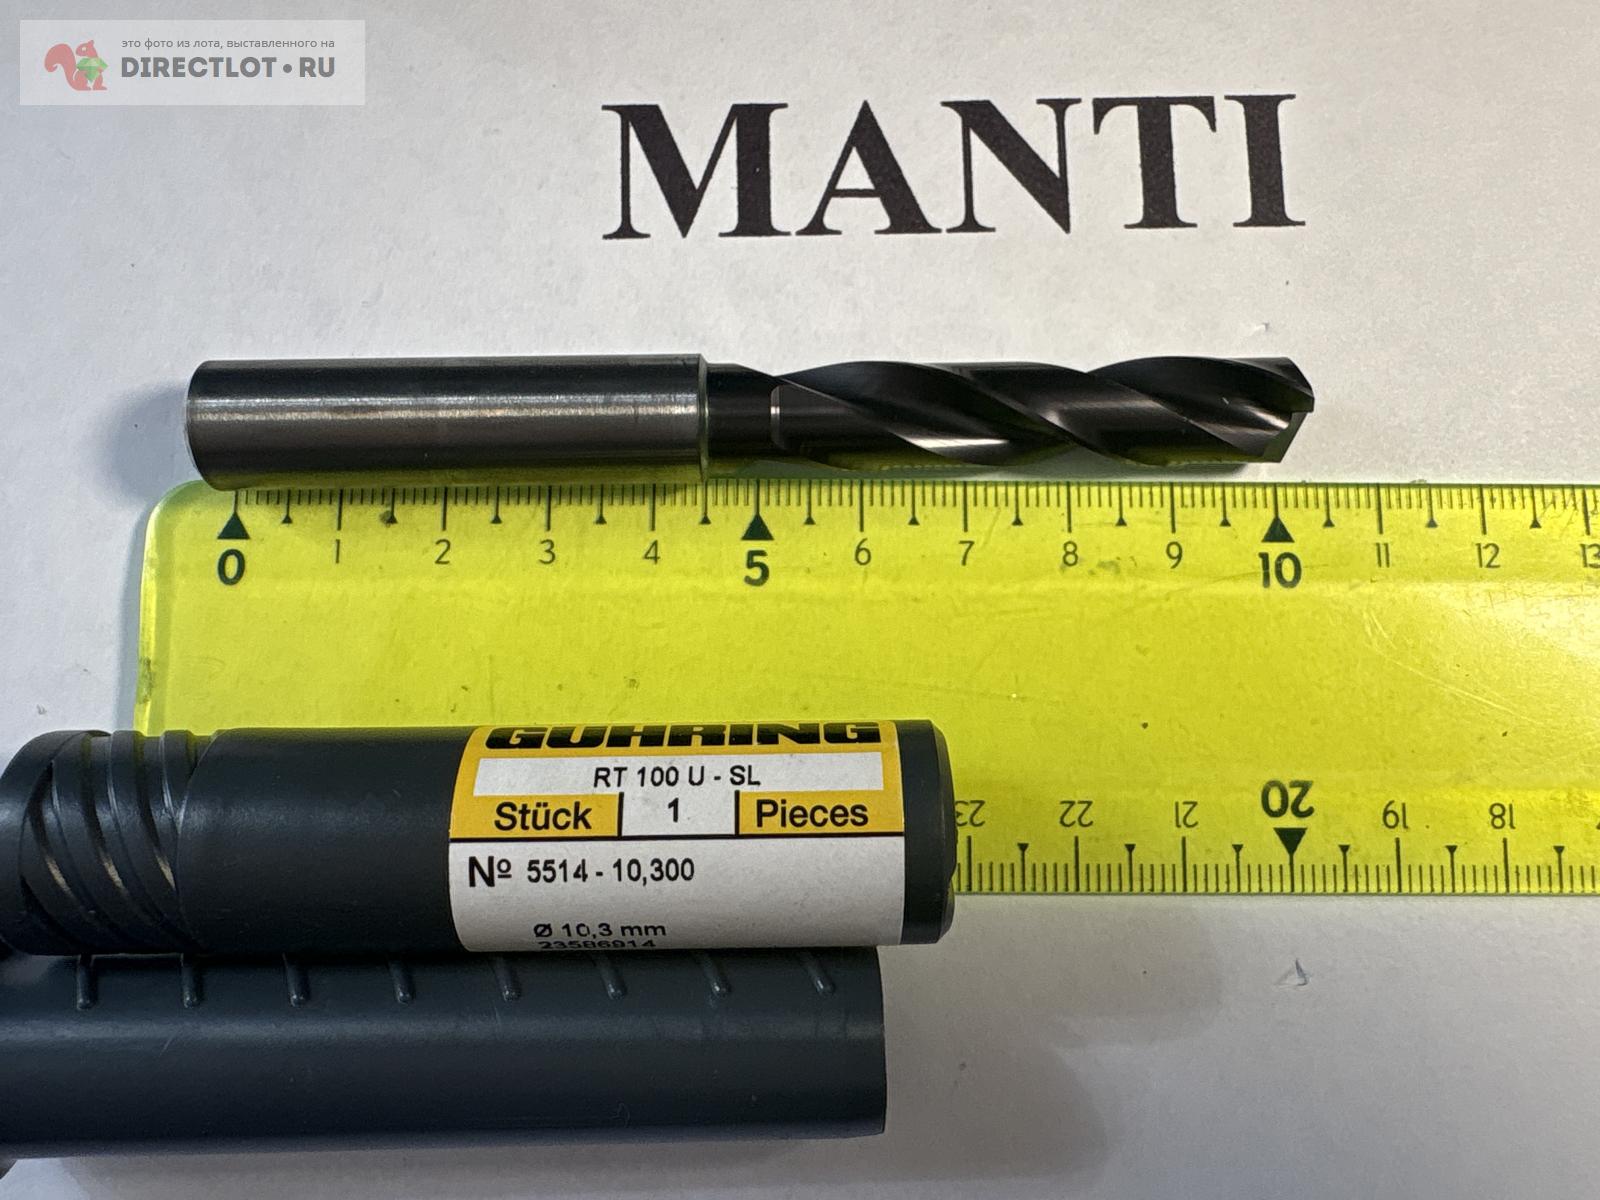 это фото из лота, выставленного на
DIRECTLOT•RU
MANTI
0 1 2 3 4 5 6 7 8 9 10 11 12 13
GUHRING
RT 100 U - SL
Stück 1 Pieces
Nº 5514 - 10,300
Ø 10,3 mm
23586914
23 22 21 20 19 18